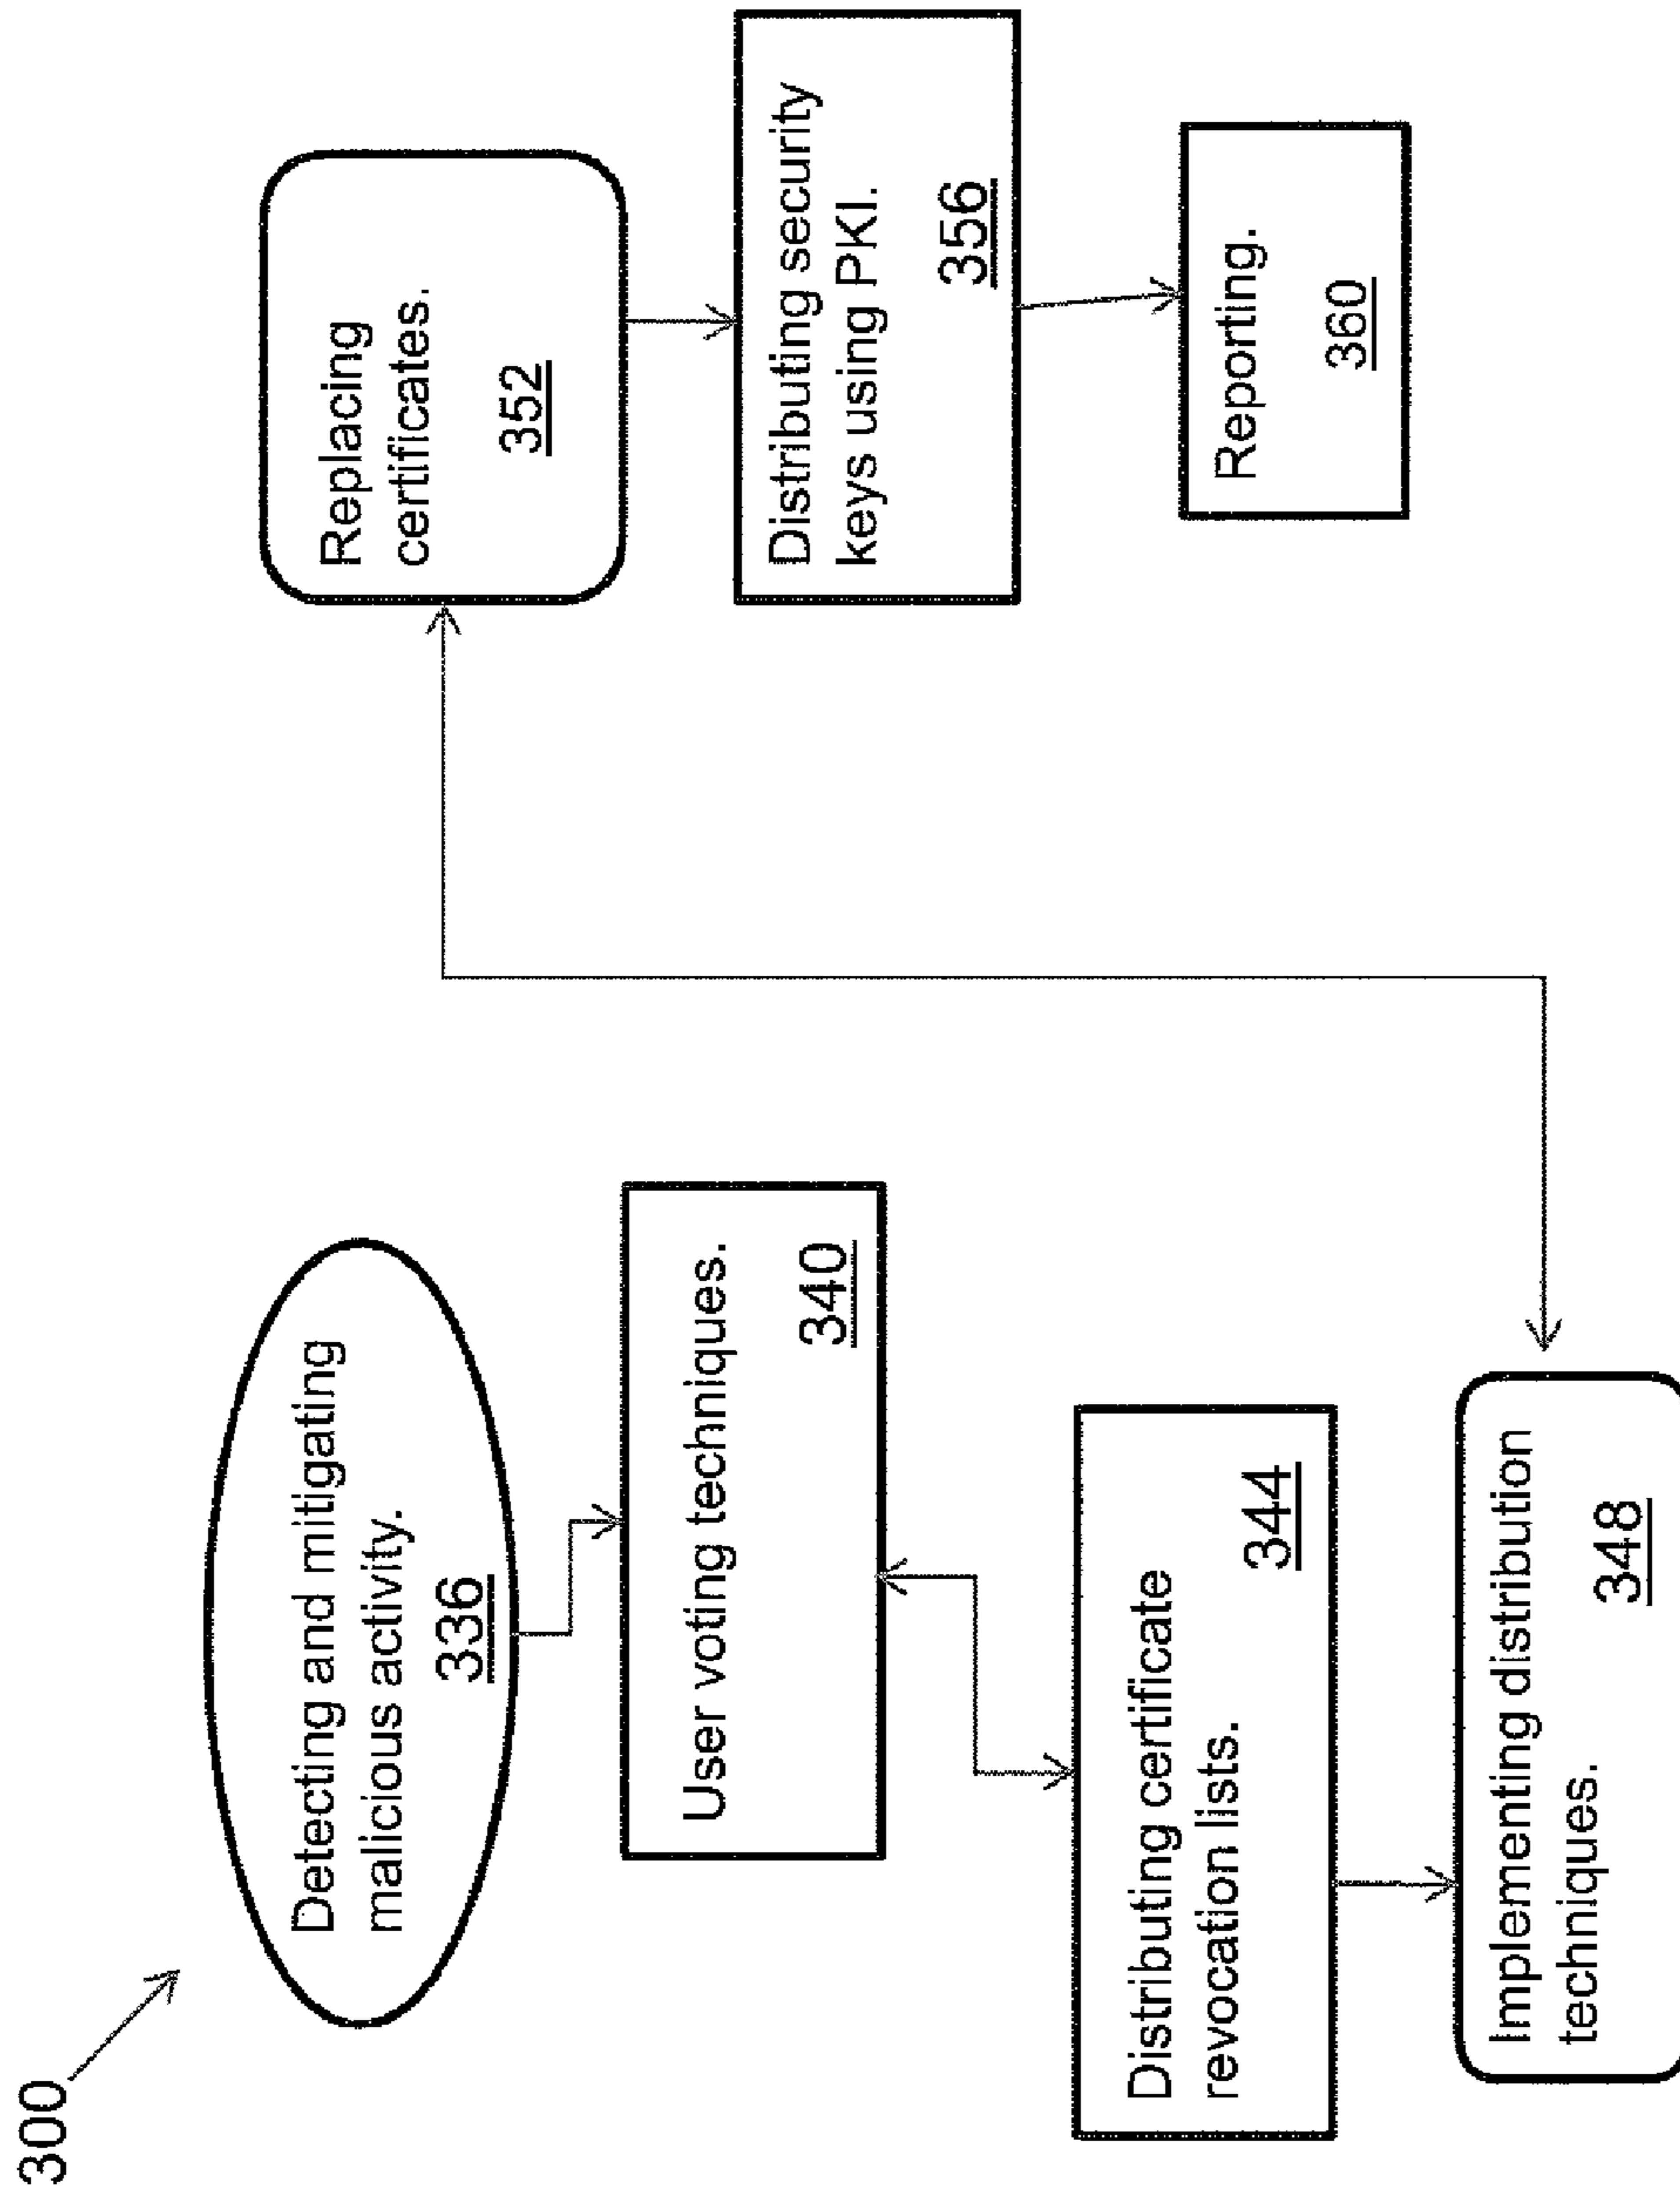 300
Detecting and mitigating
malicious activity.
336
User voting techniques.
340
Distributing certificate
revocation lists.
344
Implementing distribution
techniques.
348
Replacing
certificates.
352
Distributing security
keys using PKI.
356
Reporting.
360